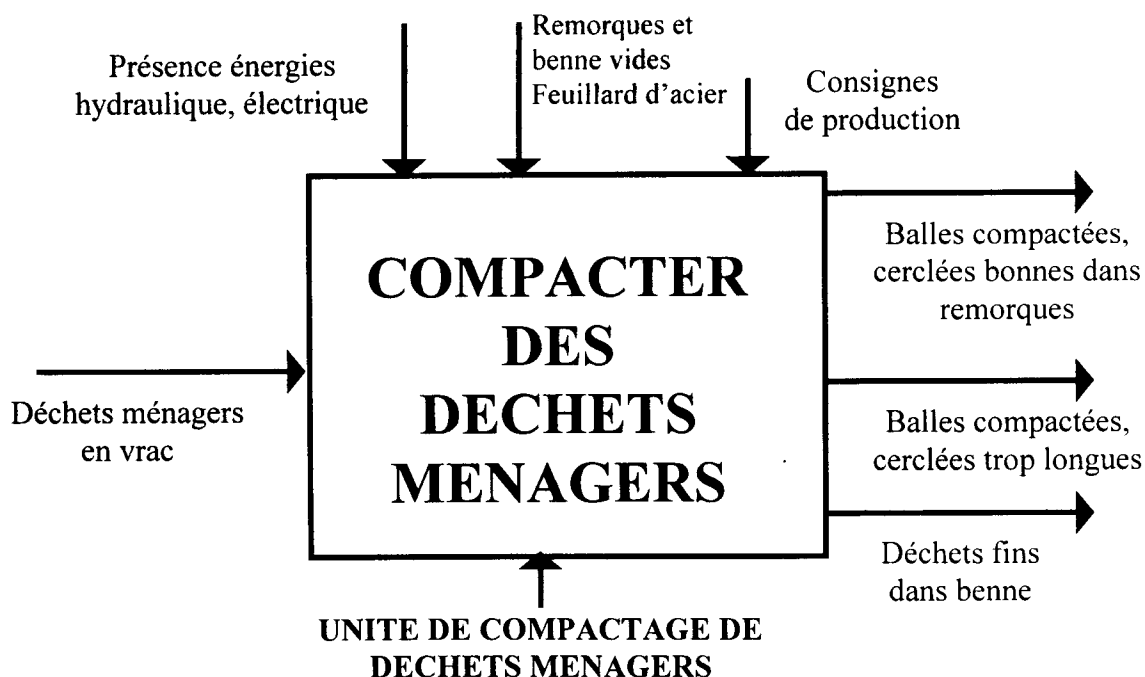 Présence énergies
hydraulique, électrique
Remorques et
benne vides
Feuillard d'acier
Consignes
de production
COMPACTER
DES
DECHETS
MENAGERS
Déchets ménagers
en vrac
Balles compactées,
cerclées bonnes dans
remorques
Balles compactées,
cerclées trop longues
Déchets fins
dans benne
UNITE DE COMPACTAGE DE
DECHETS MENAGERS